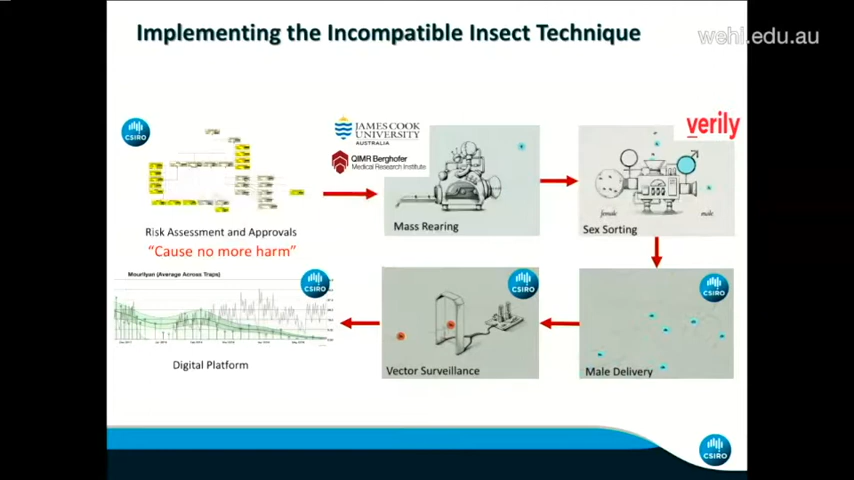 Implementing the Incompatible Insect Technique
wehi.edu.au
CSIRO
JAMES COOK
UNIVERSITY
AUSTRALIA
QIMR Berghofer
Medical Research Institute
verily
Risk Assessment and Approvals
"Cause no more harm"
Mass Rearing
female
male
Sex Sorting
Mourilyan (Average Across Traps)
CSIRO
Digital Platform
CSIRO
Vector Surveillance
CSIRO
Male Delivery
CSIRO